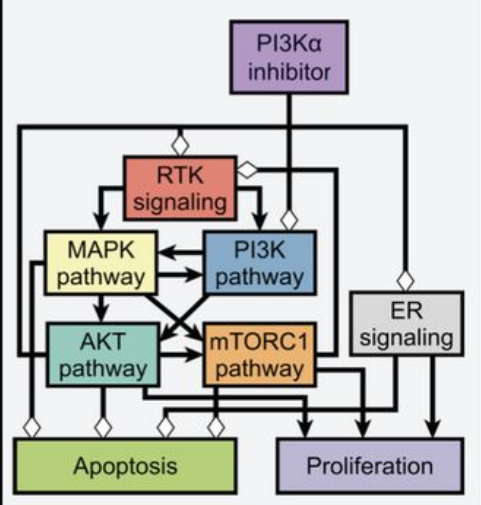 PI3Kα
inhibitor
RTK
signaling
MAPK
pathway
PI3K
pathway
ER
signaling
AKT
pathway
mTORC1
pathway
Apoptosis
Proliferation